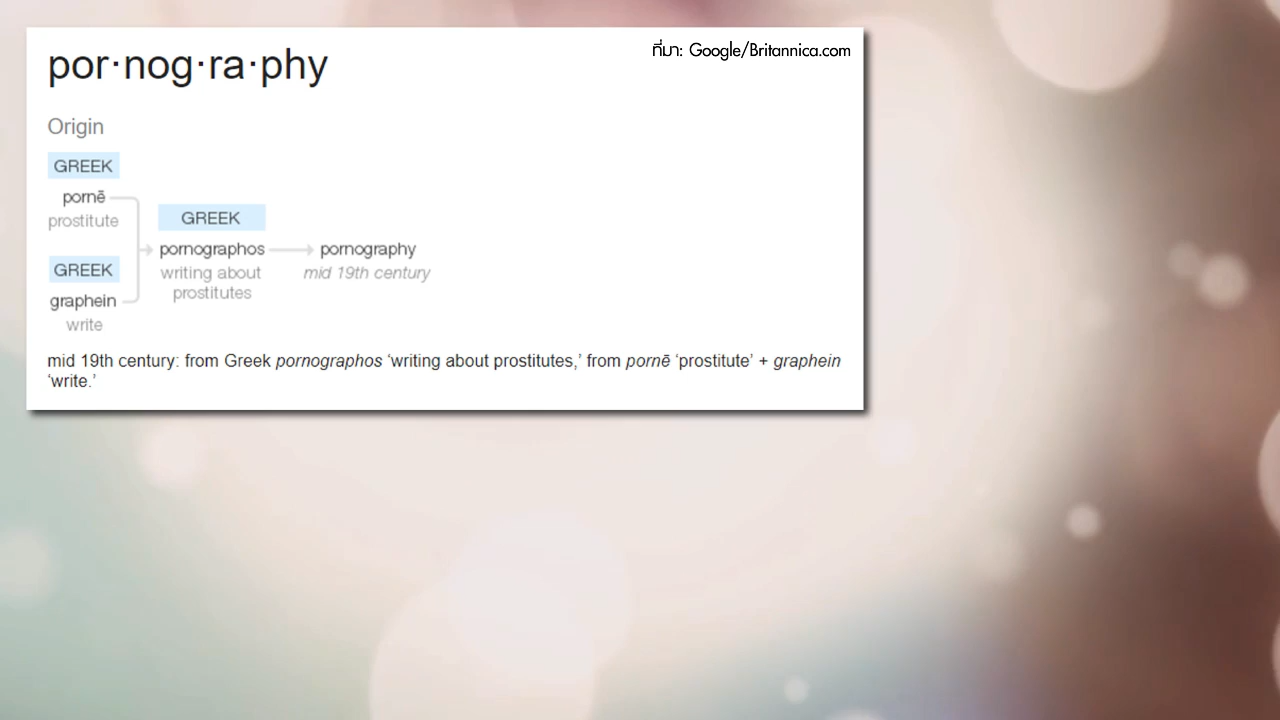 por·nog·ra·phy
ที่มา: Google/Britannica.com
Origin
GREEK
pornē
prostitute
GREEK
graphein
write
GREEK
pornographos
writing about
prostitutes
pornography
mid 19th century
mid 19th century: from Greek pornographos ‘writing about prostitutes,’ from pornē ‘prostitute’ + graphein
‘write.’